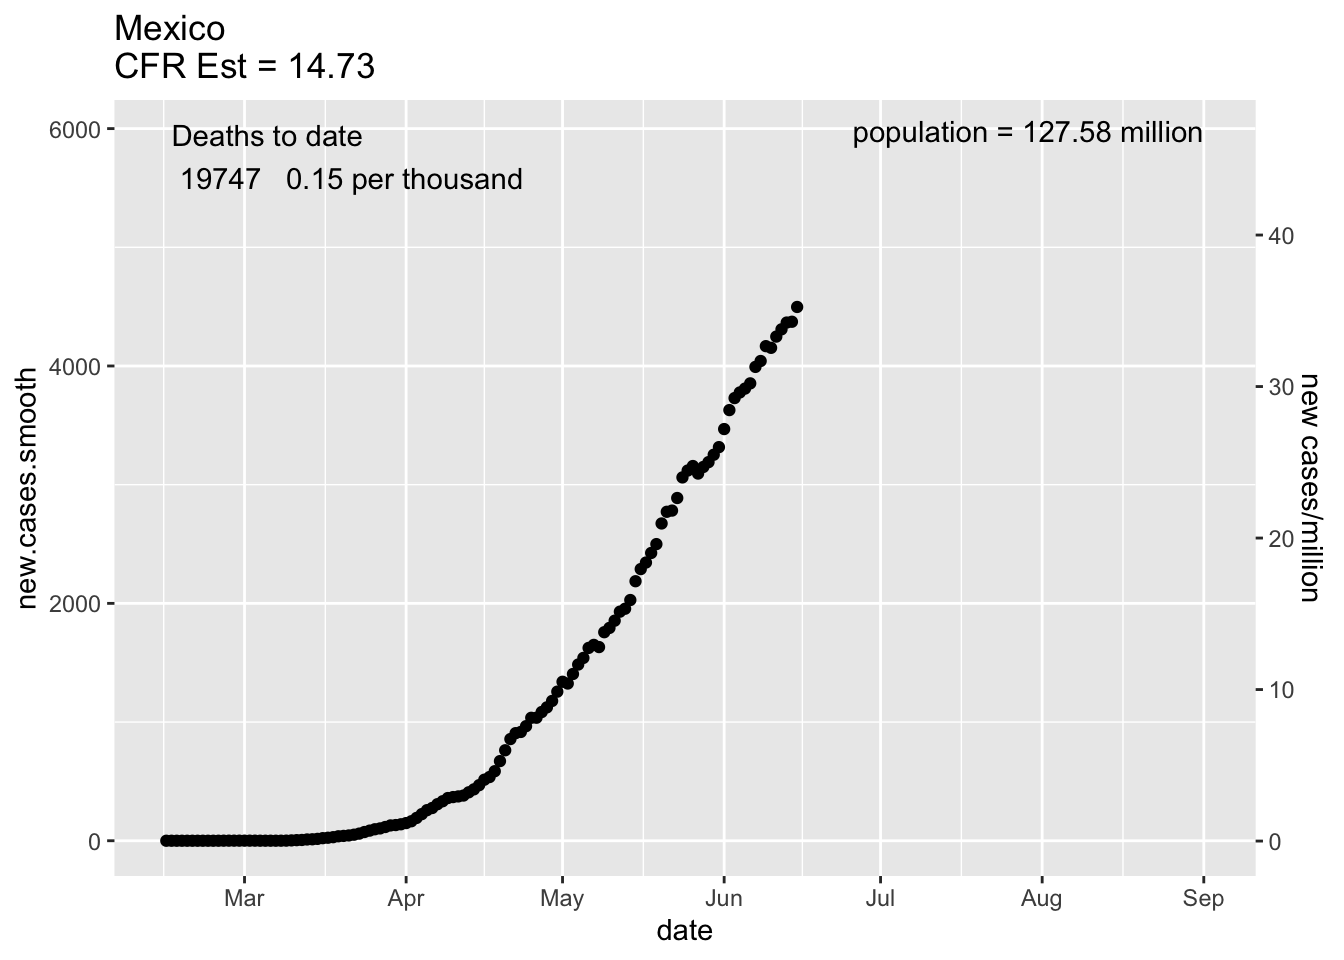 Mexico
CFR Est = 14.73
6000
Deaths to date
population = 127.58 million
19747 0.15 per thousand
40
4000
30
new.cases.smooth
new cases/million
20
2000
10
0
0
Mar Apr May Jun Jul Aug Sep
date